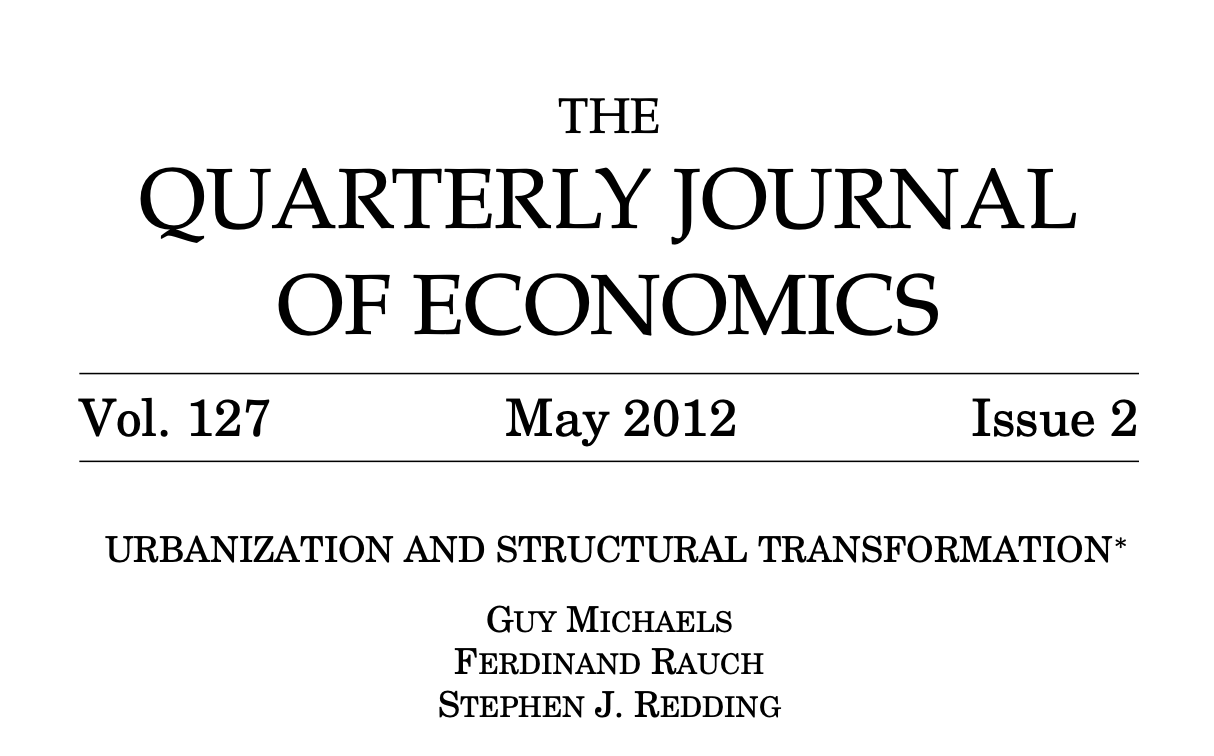 THE
QUARTERLY JOURNAL
OF ECONOMICS
Vol. 127 May 2012 Issue 2
URBANIZATION AND STRUCTURAL TRANSFORMATION*
GUY MICHAELS
FERDINAND RAUCH
STEPHEN J. REDDING